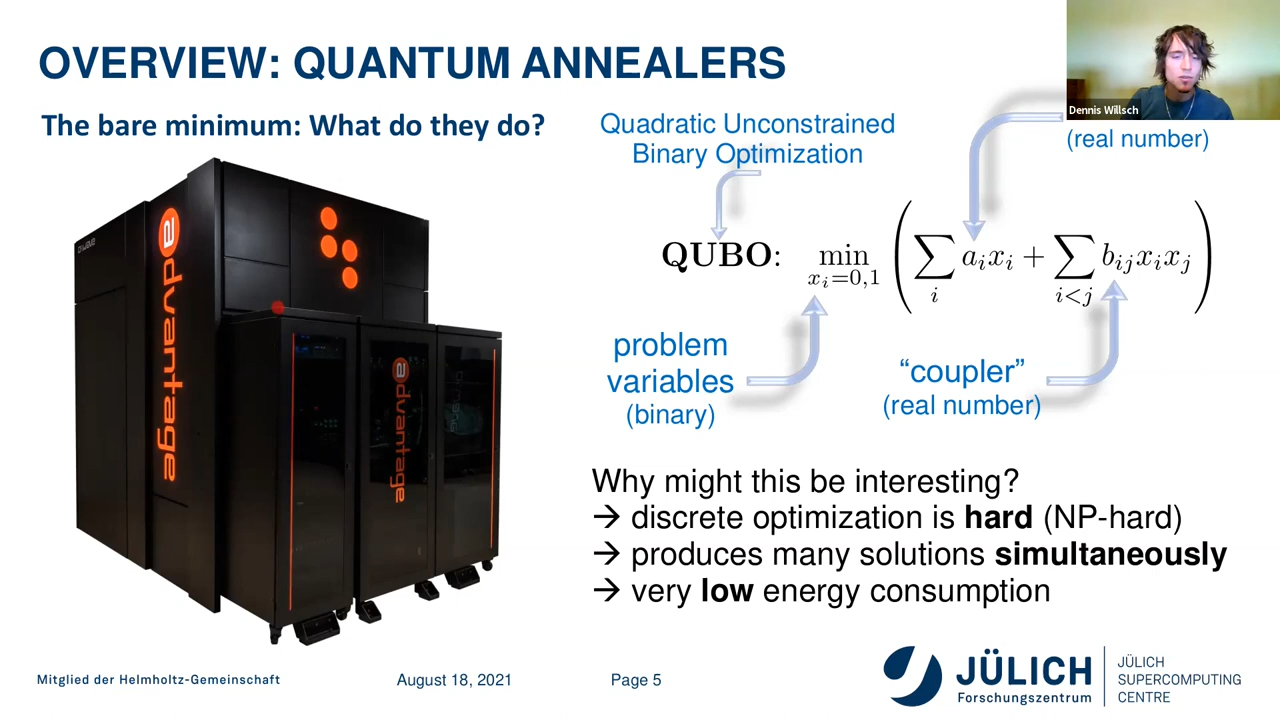 OVERVIEW: QUANTUM ANNEALERS
The bare minimum: What do they do?
Dennis Willsch
(real number)
Quadratic Unconstrained
Binary Optimization
QUBO: min_{x_i=0,1} ( ∑_i a_i x_i + ∑_{i<j} b_{ij} x_i x_j )
problem
variables
(binary)
“coupler”
(real number)
advantage
advantage
Why might this be interesting?
→ discrete optimization is hard (NP-hard)
→ produces many solutions simultaneously
→ very low energy consumption
Mitglied der Helmholtz-Gemeinschaft
August 18, 2021
Page 5
JÜLICH
Forschungszentrum
JÜLICH
SUPERCOMPUTING
CENTRE